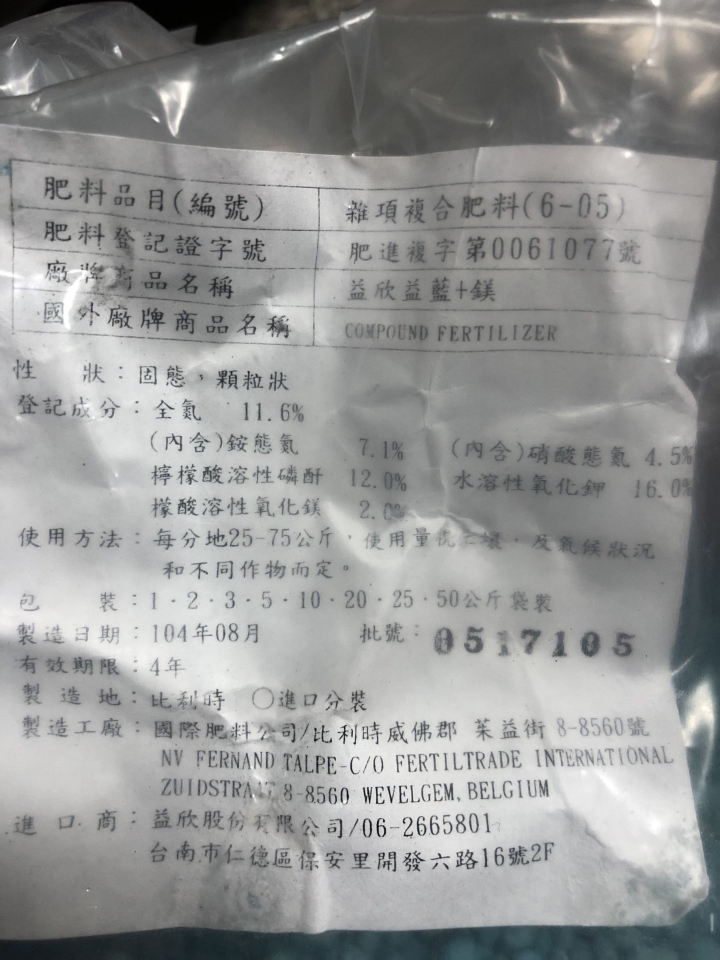 肥料品目(編號) 雜項複合肥料(6-05)
肥料登記證字號 肥進複字第0061077號
廠牌商品名稱 益欣益藍+鎂
國外廠牌商品名稱 COMPOUND FERTILIZER
性 狀:固態,顆粒狀
登記成分:全氮 11.6%
(內含)銨態氮 7.1% (內含)硝酸態氮 4.5%
檸檬酸溶性磷酐 12.0% 水溶性氧化鉀 16.0%
檬酸溶性氧化鎂 2.0%
使用方法:每分地25-75公斤,使用量視土壤,及氣候狀況
和不同作物而定。
包 裝:1.2.3.5.10.20.25.50公斤袋裝
製造日期:104年08月 批號:0517105
有效期限:4年
製 造 地:比利時 ○進口分裝
製造工廠:國際肥料公司/比利時威佛郡 茱益街 8-8560號
NV FERNAND TALPE-C/O FERTILTRADE INTERNATIONAL
8-8560 WEVELGEM, BELGIUM
進 口 商:益欣股份有限公司/06-2665801
台南市仁德區保安里開發六路16號2F